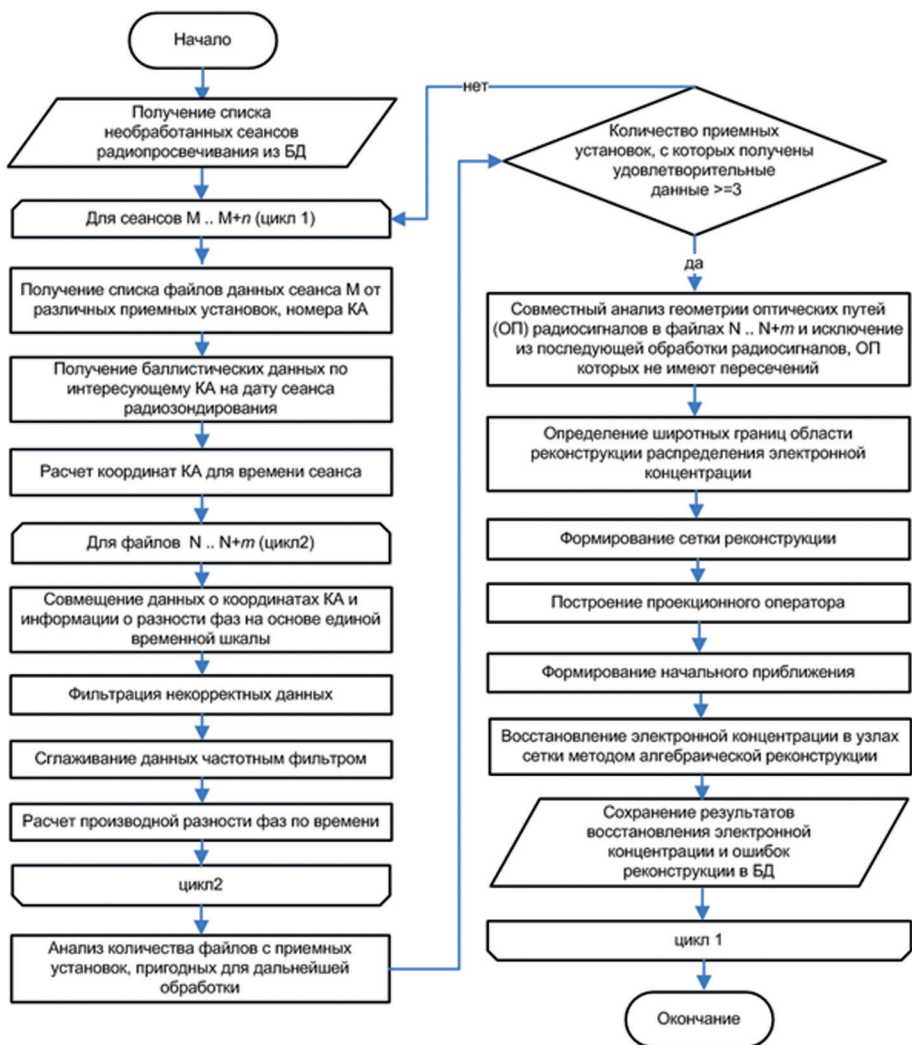 Начало
Получение списка
необработанных сеансов
радиопросвечивания из БД
Для сеансов M .. M+n (цикл 1)
Получение списка файлов данных сеанса М от
различных приемных установок, номера КА
Получение баллистических данных по
интересующему КА на дату сеанса
радиозондирования
Расчет координат КА для времени сеанса
Для файлов N .. N+m (цикл2)
Совмещение данных о координатах КА и
информации о разности фаз на основе единой
временной шкалы
Фильтрация некорректных данных
Сглаживание данных частотным фильтром
Расчет производной разности фаз по времени
цикл2
Анализ количества файлов с приемных
установок, пригодных для дальнейшей
обработки
нет
Количество приемных
установок, с которых получены
удовлетворительные
данные >=3
да
Совместный анализ геометрии оптических путей
(ОП) радиосигналов в файлах N .. N+m и исключение
из последующей обработки радиосигналов, ОП
которых не имеют пересечений
Определение широтных границ области
реконструкции распределения электронной
концентрации
Формирование сетки реконструкции
Построение проекционного оператора
Формирование начального приближения
Восстановление электронной концентрации в узлах
сетки методом алгебраической реконструкции
Сохранение результатов
восстановления электронной
концентрации и ошибок
реконструкции в БД
цикл 1
Окончание